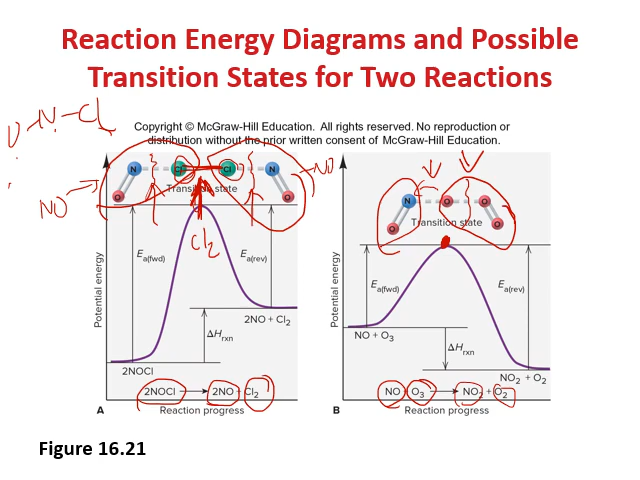 Reaction Energy Diagrams and Possible
Transition States for Two Reactions
N-Cl
Copyright © McGraw-Hill Education. All rights reserved. No reproduction or
distribution without the prior written consent of McGraw-Hill Education.
N Cl Cl N
NO
O Transition state O
NO
Cl2
N O O
O Transition state O
Potential energy
Ea(fwd) Ea(rev)
2NO + Cl2
ΔHrxn
2NOCl
2NOCl → 2NO + Cl2
A Reaction progress
Potential energy
Ea(fwd) Ea(rev)
NO + O3
ΔHrxn
NO2 + O2
NO + O3 → NO2 + O2
B Reaction progress
Figure 16.21